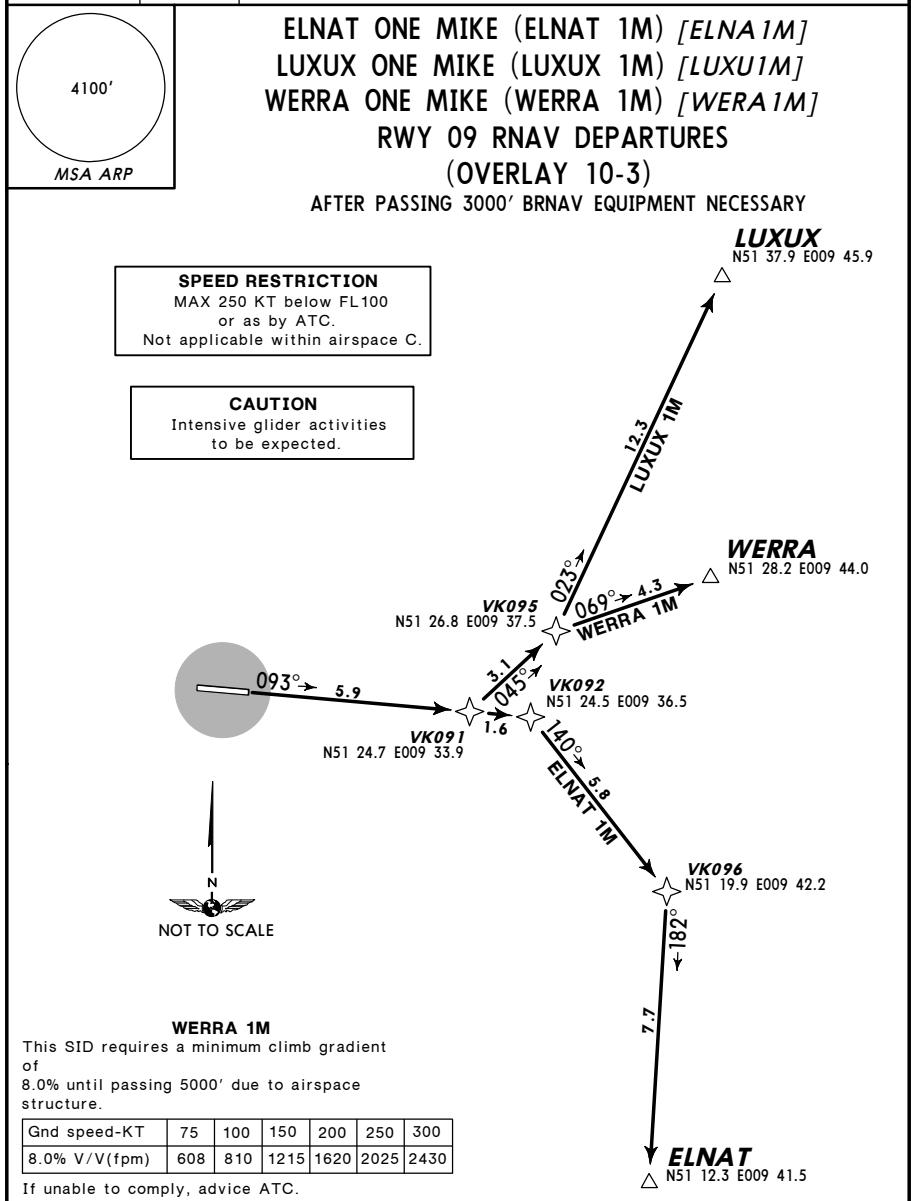 4100'
MSA ARP
ELNAT ONE MIKE (ELNAT 1M) [ELNA1M]
LUXUX ONE MIKE (LUXUX 1M) [LUXU1M]
WERRA ONE MIKE (WERRA 1M) [WERA1M]
RWY 09 RNAV DEPARTURES
(OVERLAY 10-3)
AFTER PASSING 3000' BRNAV EQUIPMENT NECESSARY
LUXUX
N51 37.9 E009 45.9
SPEED RESTRICTION
MAX 250 KT below FL100
or as by ATC.
Not applicable within airspace C.
CAUTION
Intensive glider activities
to be expected.
12.3
LUXUX 1M
023°
WERRA
N51 28.2 E009 44.0
VK095
N51 26.8 E009 37.5
069° 4.3
WERRA 1M
3.1
045°
093° 5.9
VK092
N51 24.5 E009 36.5
VK091
N51 24.7 E009 33.9
1.6
140° 5.8
ELNAT 1M
VK096
N51 19.9 E009 42.2
182°
7.7
N
NOT TO SCALE
WERRA 1M
This SID requires a minimum climb gradient
of
8.0% until passing 5000' due to airspace
structure.
Gnd speed-KT 75 100 150 200 250 300
8.0% V/V(fpm) 608 810 1215 1620 2025 2430
If unable to comply, advice ATC.
ELNAT
N51 12.3 E009 41.5